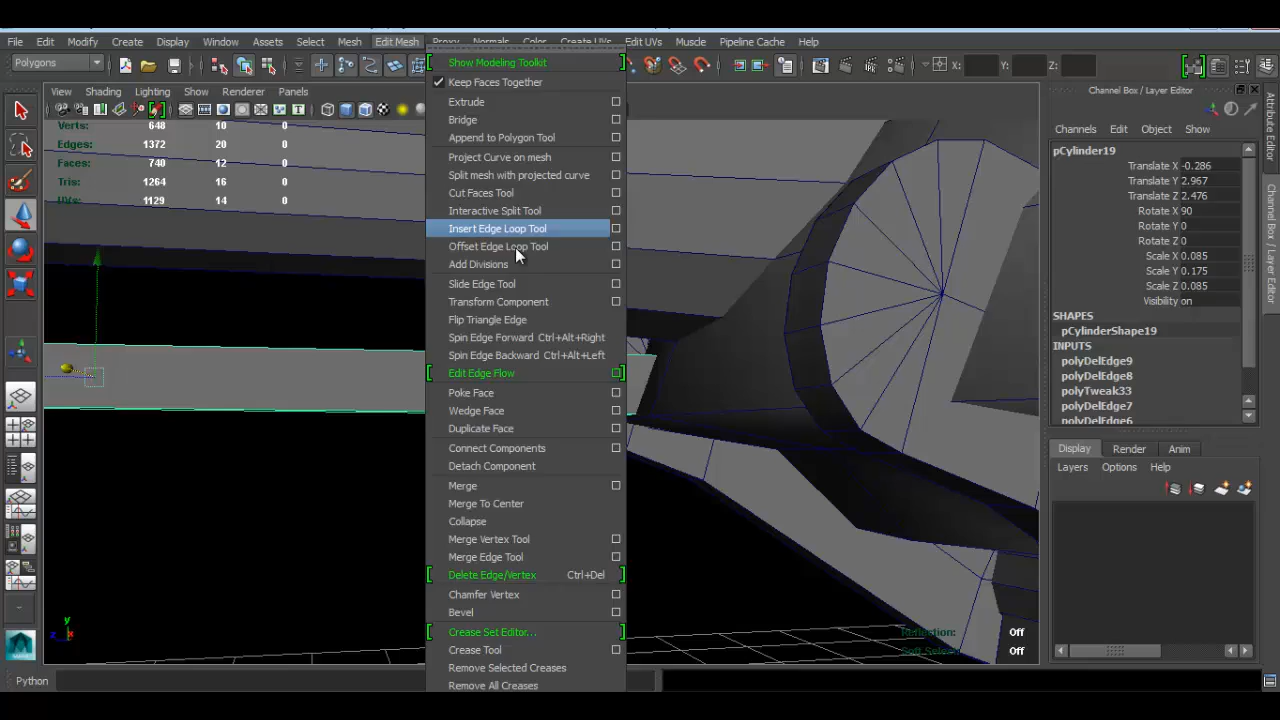 File Edit Modify Create Display Window Assets Select Mesh Edit Mesh Proxy Normals Color Create UVs Edit UVs Muscle Pipeline Cache Help
Polygons
X: Y: Z:
View Shading Lighting Show Renderer Panels
Verts: 648 10 0
Edges: 1372 20 0
Faces: 740 12 0
Tris: 1264 16 0
UVs: 1129 14 0
Show Modeling Toolkit
Keep Faces Together
Extrude
Bridge
Append to Polygon Tool
Project Curve on mesh
Split mesh with projected curve
Cut Faces Tool
Interactive Split Tool
Insert Edge Loop Tool
Offset Edge Loop Tool
Add Divisions
Slide Edge Tool
Transform Component
Flip Triangle Edge
Spin Edge Forward Ctrl+Alt+Right
Spin Edge Backward Ctrl+Alt+Left
Edit Edge Flow
Poke Face
Wedge Face
Duplicate Face
Connect Components
Detach Component
Merge
Merge To Center
Collapse
Merge Vertex Tool
Merge Edge Tool
Delete Edge/Vertex Ctrl+Del
Chamfer Vertex
Bevel
Crease Set Editor...
Crease Tool
Remove Selected Creases
Remove All Creases
Reflection: Off
Soft Select: Off
y
z x
Channel Box / Layer Editor
Channels Edit Object Show
pCylinder19
Translate X -0.286
Translate Y 2.967
Translate Z 2.476
Rotate X 90
Rotate Y 0
Rotate Z 0
Scale X 0.085
Scale Y 0.175
Scale Z 0.085
Visibility on
SHAPES
pCylinderShape19
INPUTS
polyDelEdge9
polyDelEdge8
polyTweak33
polyDelEdge7
polyDelEdge6
Display Render Anim
Layers Options Help
Attribute Editor
Channel Box / Layer Editor
Python